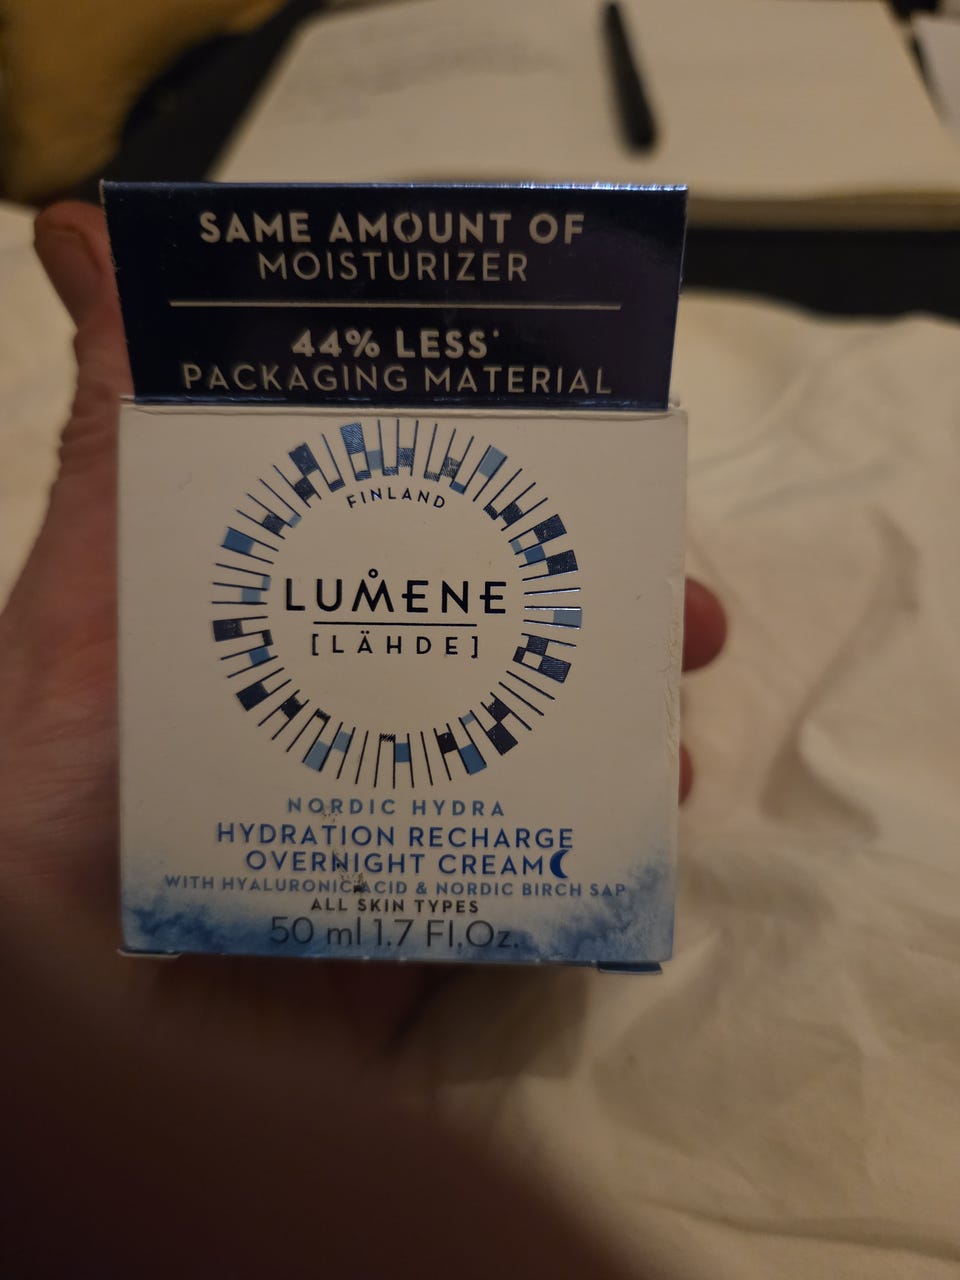 SAME AMOUNT OF
MOISTURIZER
44% LESS*
PACKAGING MATERIAL
FINLAND
LUMENE
[LÄHDE]
NORDIC HYDRA
HYDRATION RECHARGE
OVERNIGHT CREAM
WITH HYALURONIC ACID & NORDIC BIRCH SAP
ALL SKIN TYPES
50 ml 1.7 Fl.Oz.